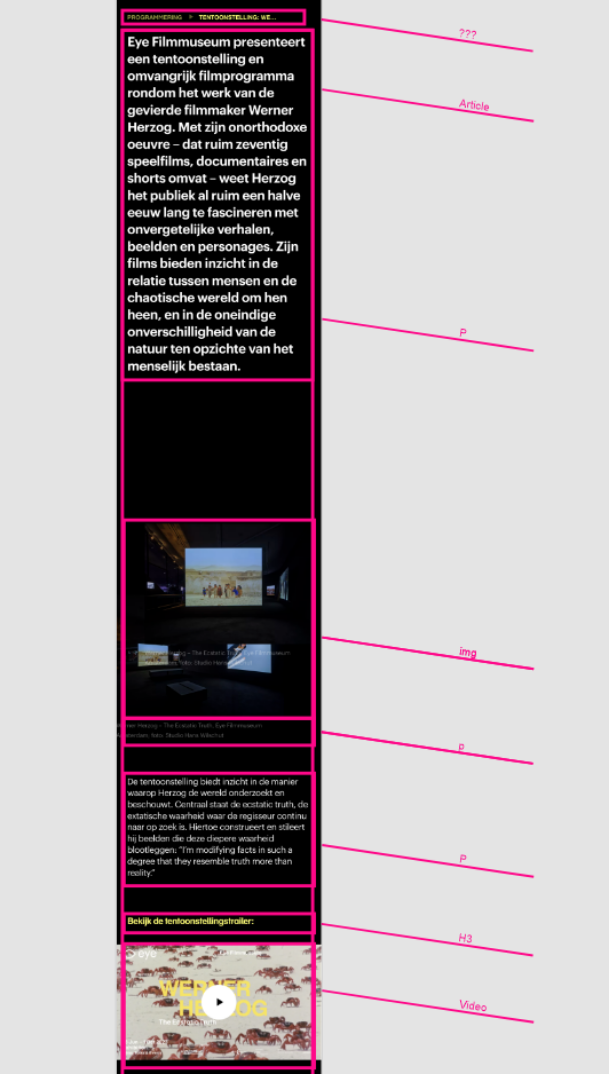 PROGRAMMERING > TENTOONSTELLING: WE...
???
Eye Filmmuseum presenteert
een tentoonstelling en
omvangrijk filmprogramma
rondom het werk van de
gevierde filmmaker Werner
Herzog. Met zijn onorthodoxe
oeuvre – dat ruim zeventig
speelfilms, documentaires en
shorts omvat – weet Herzog
het publiek al ruim een halve
eeuw lang te fascineren met
onvergetelijke verhalen,
beelden en personages. Zijn
films bieden inzicht in de
relatie tussen mensen en de
chaotische wereld om hen
heen, en in de oneindige
onverschilligheid van de
natuur ten opzichte van het
menselijk bestaan.
Article
P
img
Werner Herzog – The Ecstatic Truth, Eye Filmmuseum
Amsterdam, foto: Studio Hans Wilschut
p
De tentoonstelling biedt inzicht in de manier
waarop Herzog de wereld onderzoekt en
beschouwt. Centraal staat de ecstatic truth, de
extatische waarheid waar de regisseur continu
naar op zoek is. Hiertoe construeert en stileert
hij beelden die deze diepere waarheid
blootleggen: “I’m modifying facts in such a
degree that they resemble truth more than
reality.”
P
Bekijk de tentoonstellingstrailer:
H3
eye
WERNER
HERZOG
The Ecstatic Truth
Video